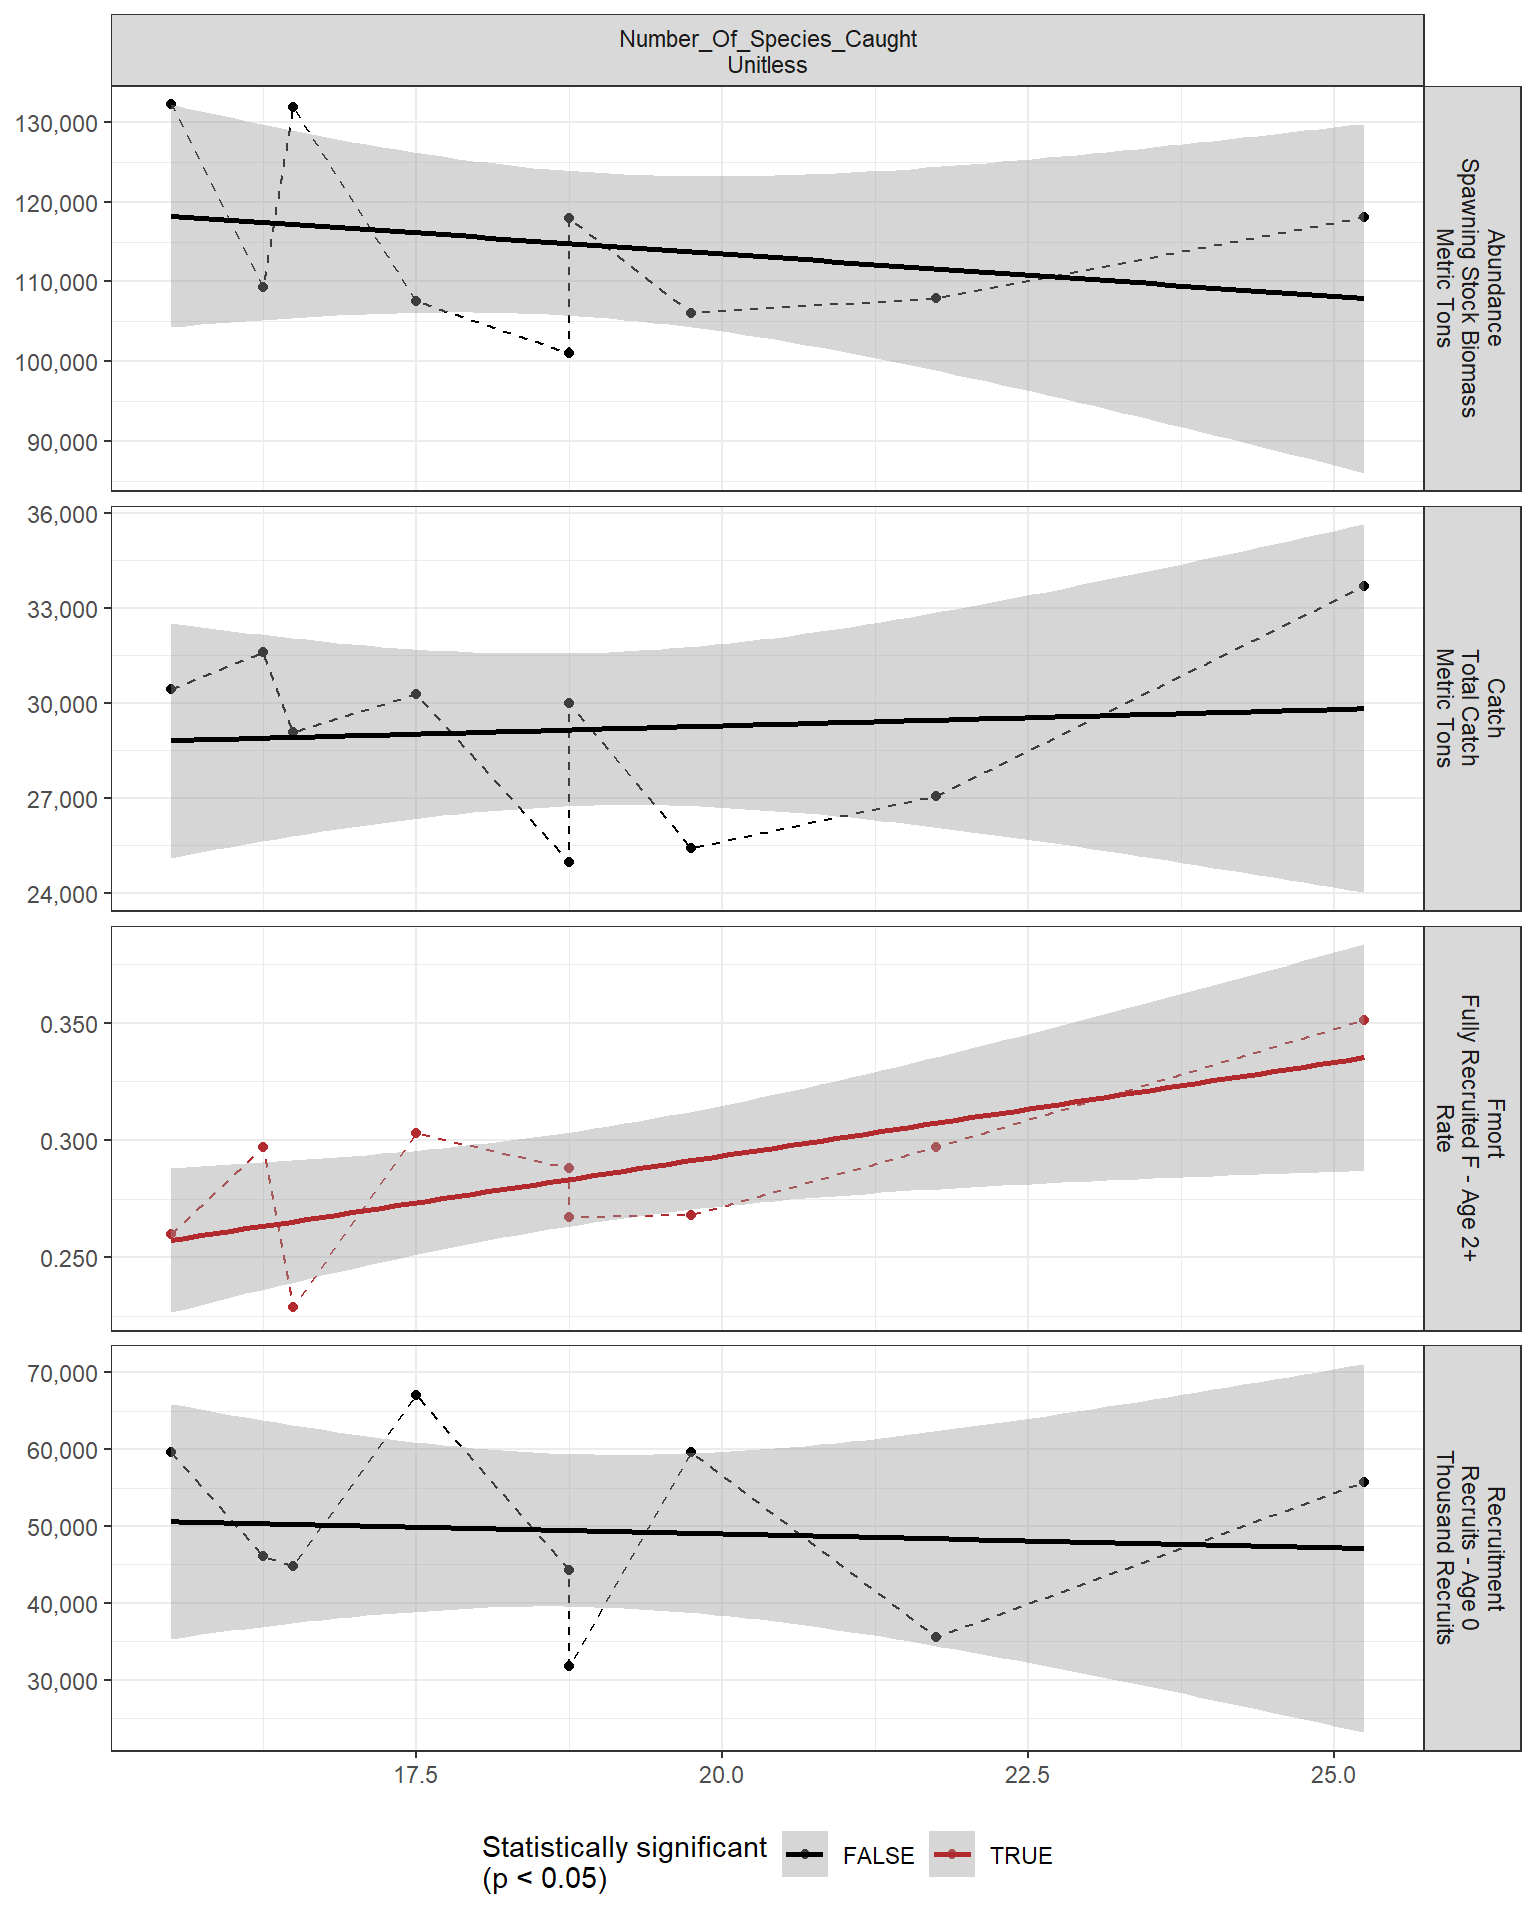 Number_Of_Species_Caught
Unitless
130,000
120,000
110,000
100,000
90,000
Abundance
Spawning Stock Biomass
Metric Tons
36,000
33,000
30,000
27,000
24,000
Catch
Total Catch
Metric Tons
0.350
0.300
0.250
Fmort
Fully Recruited F - Age 2+
Rate
70,000
60,000
50,000
40,000
30,000
Recruitment
Recruits - Age 0
Thousand Recruits
17.5 20.0 22.5 25.0
Statistically significant
(p < 0.05)
FALSE TRUE